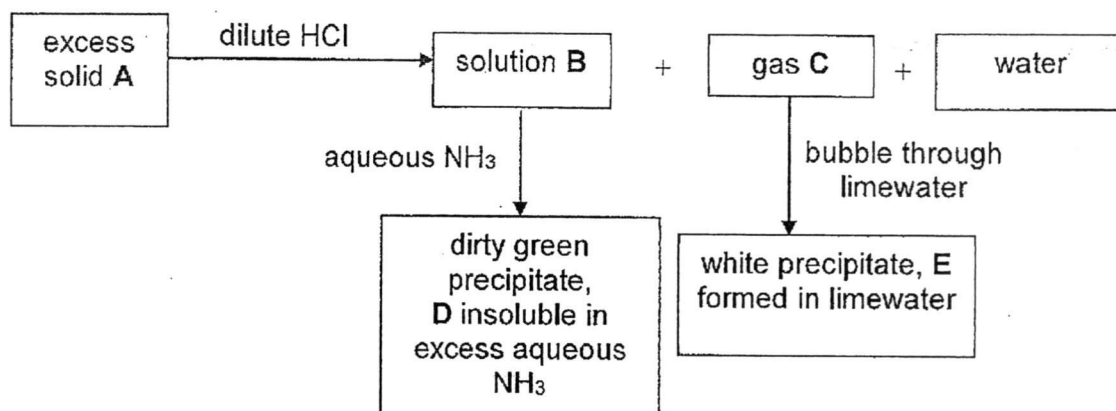 excess
solid A
dilute HCl
solution B
+
gas C
+
water
aqueous NH₃
bubble through
limewater
dirty green
precipitate,
D insoluble in
excess aqueous
NH₃
white precipitate, E
formed in limewater